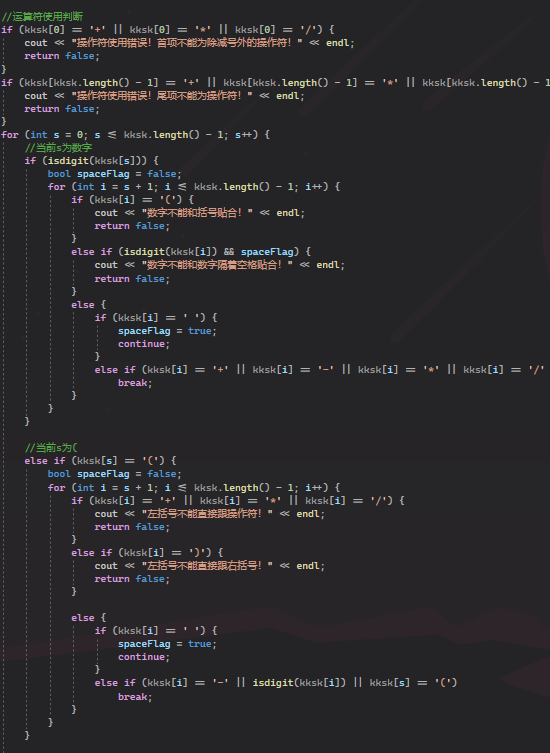 //运算符使用判断
if (kksk[0] == '+' || kksk[0] == '*' || kksk[0] == '/') {
cout << "操作符使用错误！首项不能为除减号外的操作符！" << endl;
return false;
}
if (kksk[kksk.length() - 1] == '+' || kksk[kksk.length() - 1] == '*' || kksk[kksk.length() - 1
cout << "操作符使用错误！尾项不能为操作符！" << endl;
return false;
}
for (int s = 0; s <= kksk.length() - 1; s++) {
//当前s为数字
if (isdigit(kksk[s])) {
bool spaceFlag = false;
for (int i = s + 1; i <= kksk.length() - 1; i++) {
if (kksk[i] == '(') {
cout << "数字不能和括号贴合！" << endl;
return false;
}
else if (isdigit(kksk[i]) && spaceFlag) {
cout << "数字不能和数字隔着空格贴合！" << endl;
return false;
}
else {
if (kksk[i] == ' ') {
spaceFlag = true;
continue;
}
else if (kksk[i] == '+' || kksk[i] == '-' || kksk[i] == '*' || kksk[i] == '/'
break;
}
}
}
//当前s为(
else if (kksk[s] == '(') {
bool spaceFlag = false;
for (int i = s + 1; i <= kksk.length() - 1; i++) {
if (kksk[i] == '+' || kksk[i] == '*' || kksk[i] == '/') {
cout << "左括号不能直接跟操作符！" << endl;
return false;
}
else if (kksk[i] == ')') {
cout << "左括号不能直接跟右括号！" << endl;
return false;
}
else {
if (kksk[i] == ' ') {
spaceFlag = true;
continue;
}
else if (kksk[i] == '-' || isdigit(kksk[i]) || kksk[s] == '(')
break;
}
}
}